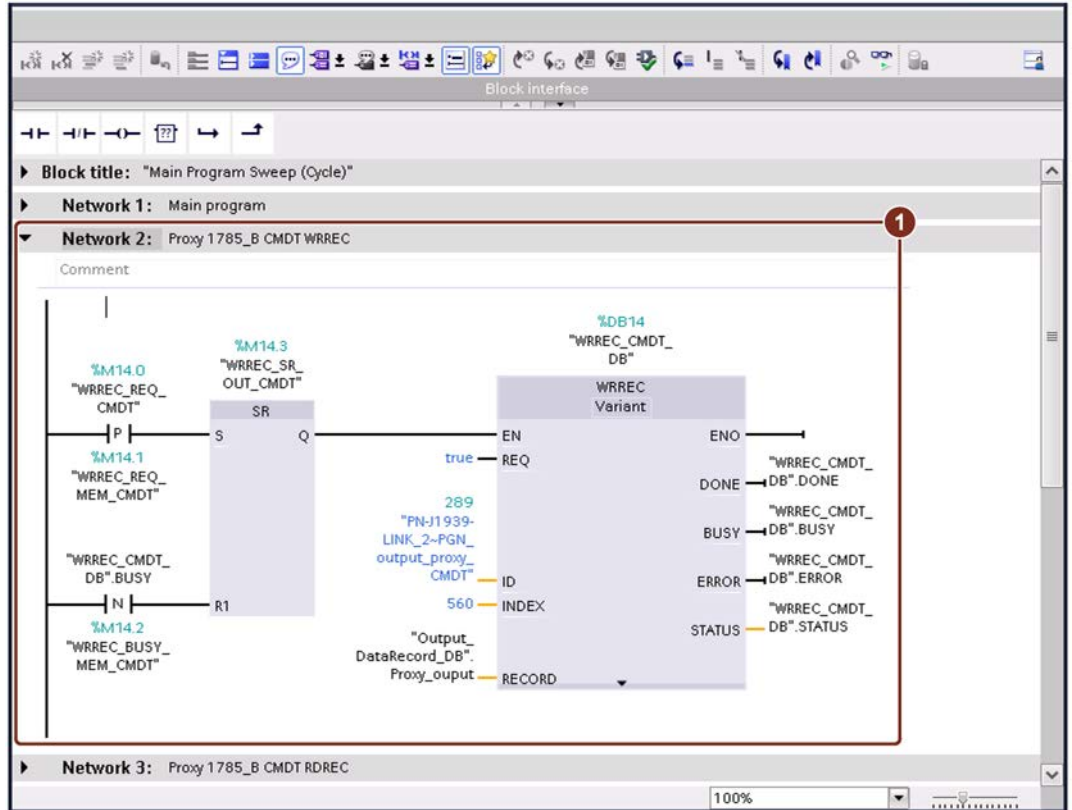 Block interface
??
Block title: "Main Program Sweep (Cycle)"
Network 1: Main program
1
Network 2: Proxy 1785_B CMDT WRREC
Comment
%M14.0
"WRREC_REQ_
CMDT"
P
%M14.1
"WRREC_REQ_
MEM_CMDT"
"WRREC_CMDT_
DB".BUSY
N
%M14.2
"WRREC_BUSY_
MEM_CMDT"
%M14.3
"WRREC_SR_
OUT_CMDT"
SR
S Q
R1
%DB14
"WRREC_CMDT_
DB"
WRREC
Variant
EN ENO
true REQ
289
"PN-J1939-
LINK_2~PGN_
output_proxy_
CMDT" ID
560 INDEX
"Output_
DataRecord_DB".
Proxy_ouput RECORD
"WRREC_CMDT_
DONE DB".DONE
"WRREC_CMDT_
BUSY DB".BUSY
"WRREC_CMDT_
ERROR DB".ERROR
"WRREC_CMDT_
STATUS DB".STATUS
Network 3: Proxy 1785_B CMDT RDREC
100%